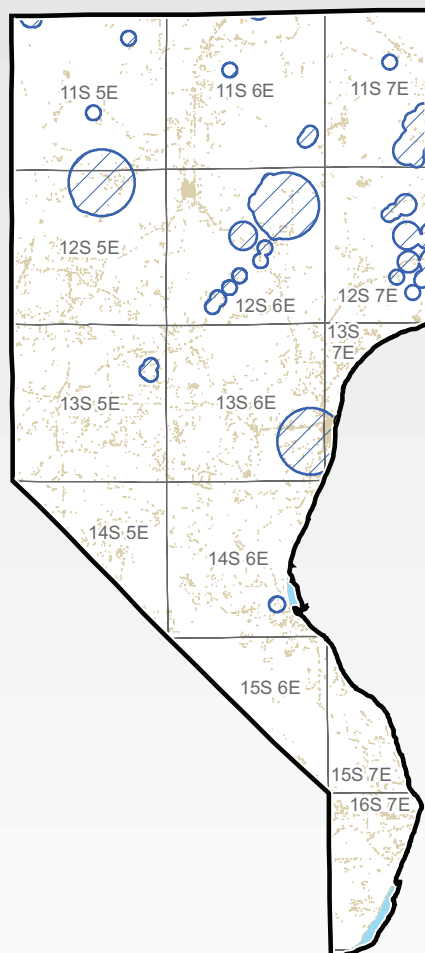 11S 5E
11S 6E
11S 7E
12S 5E
12S 6E
12S 7E
13S
7E
13S 5E
13S 6E
14S 5E
14S 6E
15S 6E
15S 7E
16S 7E